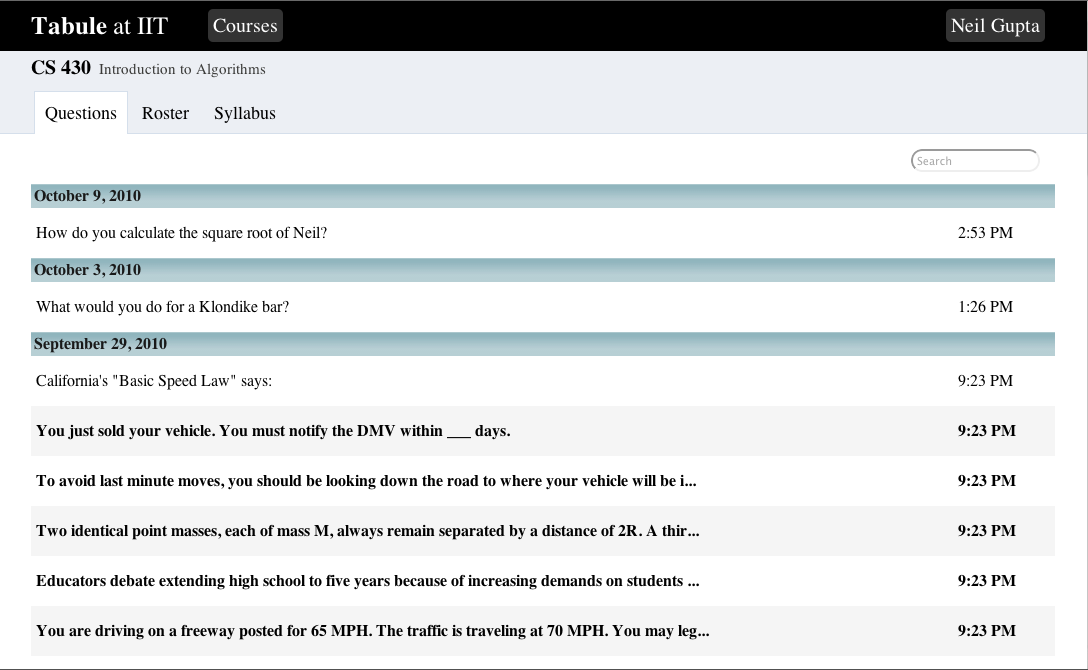 Tabule at IIT Courses Neil Gupta
CS 430 Introduction to Algorithms
Questions Roster Syllabus
Search
October 9, 2010
How do you calculate the square root of Neil? 2:53 PM
October 3, 2010
What would you do for a Klondike bar? 1:26 PM
September 29, 2010
California's "Basic Speed Law" says: 9:23 PM
You just sold your vehicle. You must notify the DMV within ___ days. 9:23 PM
To avoid last minute moves, you should be looking down the road to where your vehicle will be i... 9:23 PM
Two identical point masses, each of mass M, always remain separated by a distance of 2R. A thir... 9:23 PM
Educators debate extending high school to five years because of increasing demands on students ... 9:23 PM
You are driving on a freeway posted for 65 MPH. The traffic is traveling at 70 MPH. You may leg... 9:23 PM